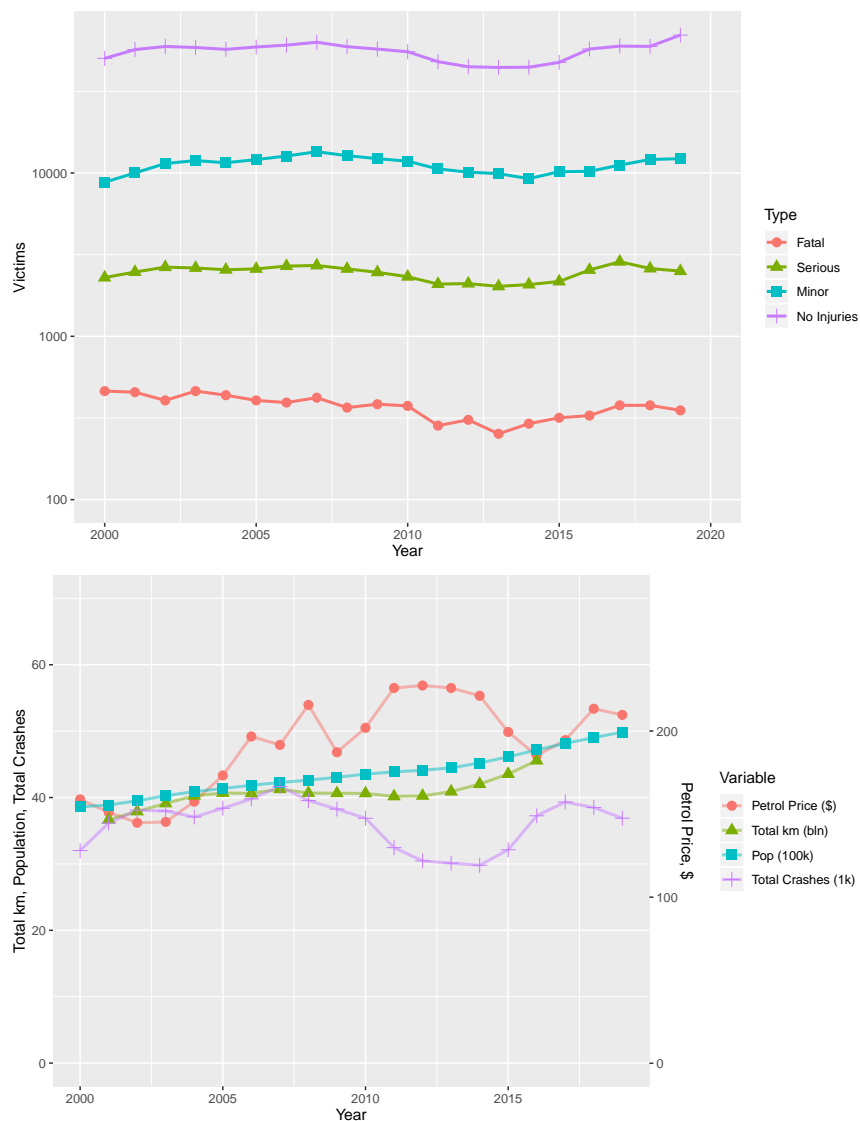 10000
1000
100
Victims
2000
2005
2010
2015
2020
Year
Type
Fatal
Serious
Minor
No Injuries
60
40
20
0
Total km, Population, Total Crashes
200
100
0
Petrol Price, $
2000
2005
2010
2015
Year
Variable
Petrol Price ($)
Total km (bln)
Pop (100k)
Total Crashes (1k)